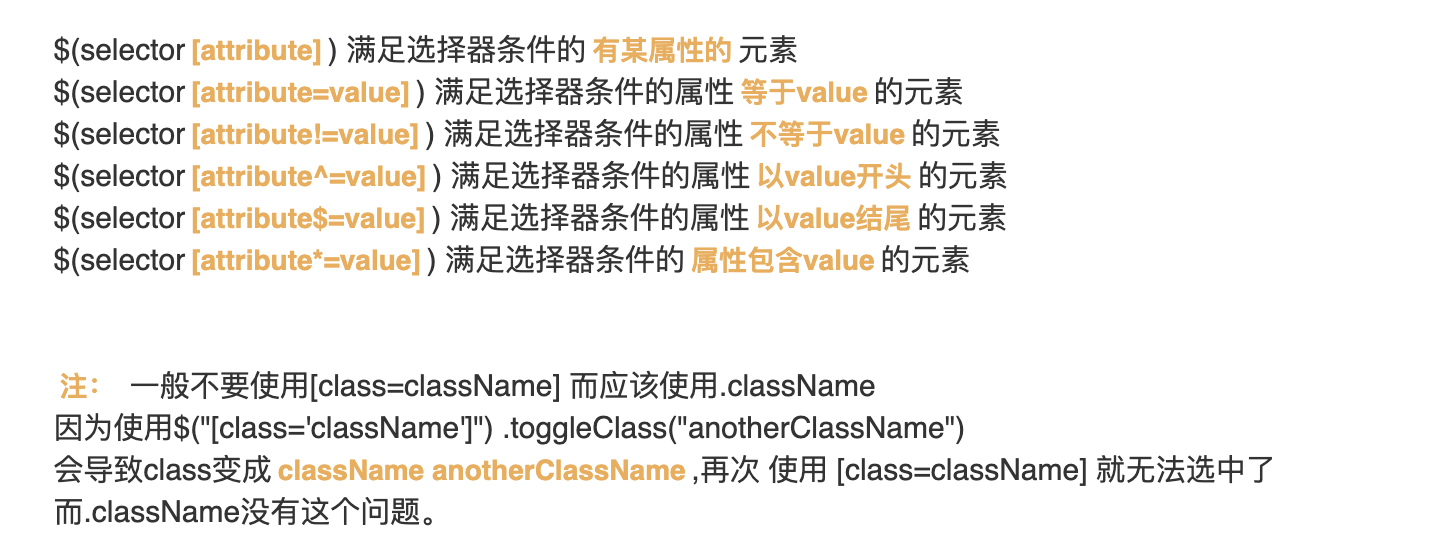 $(selector [attribute] ) 满足选择器条件的 有某属性的 元素
$(selector [attribute=value] ) 满足选择器条件的属性 等于value 的元素
$(selector [attribute!=value] ) 满足选择器条件的属性 不等于value 的元素
$(selector [attribute^=value] ) 满足选择器条件的属性 以value开头 的元素
$(selector [attribute$=value] ) 满足选择器条件的属性 以value结尾 的元素
$(selector [attribute*=value] ) 满足选择器条件的 属性包含value 的元素
注： 一般不要使用[class=className] 而应该使用.className
因为使用$("[class='className']") .toggleClass("anotherClassName")
会导致class变成 className anotherClassName ,再次 使用 [class=className] 就无法选中了
而.className没有这个问题。